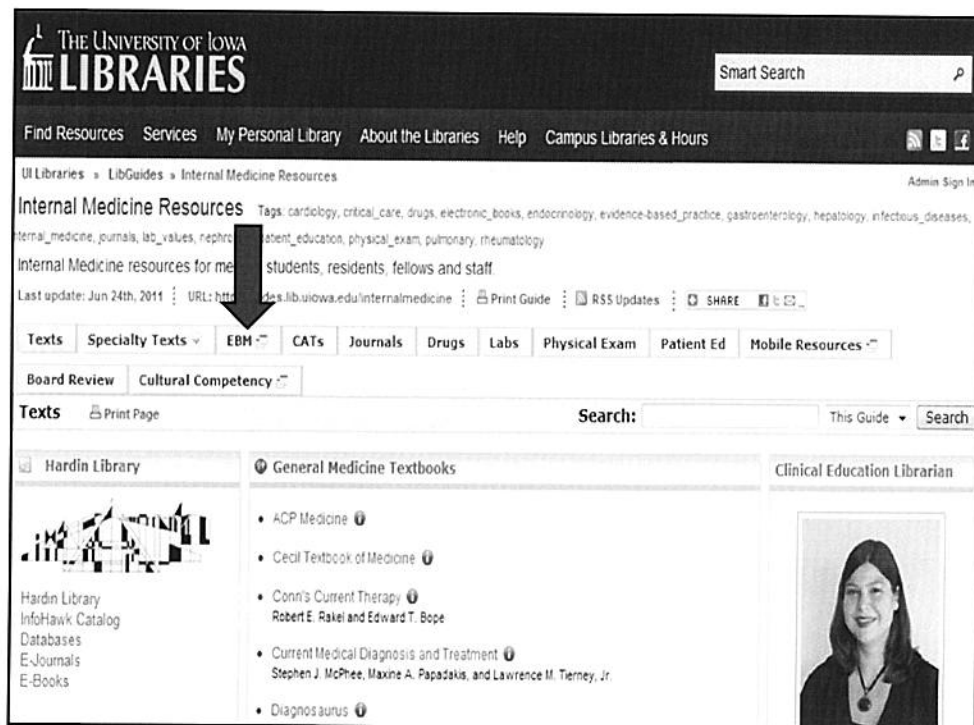 THE UNIVERSITY OF IOWA
LIBRARIES
Smart Search
Find Resources Services My Personal Library About the Libraries Help Campus Libraries & Hours
UI Libraries » LibGuides » Internal Medicine Resources
Admin Sign In
Internal Medicine Resources Tags: cardiology, critical_care, drugs, electronic_books, endocrinology, evidence-based_practice, gastroenterology, hepatology, infectious_diseases,
internal_medicine, journals, lab_values, patient_education, physical_exam, pulmonary, rheumatology
Internal Medicine resources for students, residents, fellows and staff.
Last update: Jun 24th, 2011 URL: .lib.uiowa.edu/internalmedicine Print Guide RSS Updates SHARE
Texts Specialty Texts EBM CATs Journals Drugs Labs Physical Exam Patient Ed Mobile Resources
Board Review Cultural Competency
Texts Print Page Search: This Guide Search
Hardin Library
General Medicine Textbooks
Clinical Education Librarian
• ACP Medicine
• Cecil Textbook of Medicine
• Conn's Current Therapy
Robert E. Rakel and Edward T. Bope
• Current Medical Diagnosis and Treatment
Stephen J. McPhee, Maxine A. Papadakis, and Lawrence M. Tierney, Jr.
• Diagnosaurus
Hardin Library
InfoHawk Catalog
Databases
E-Journals
E-Books